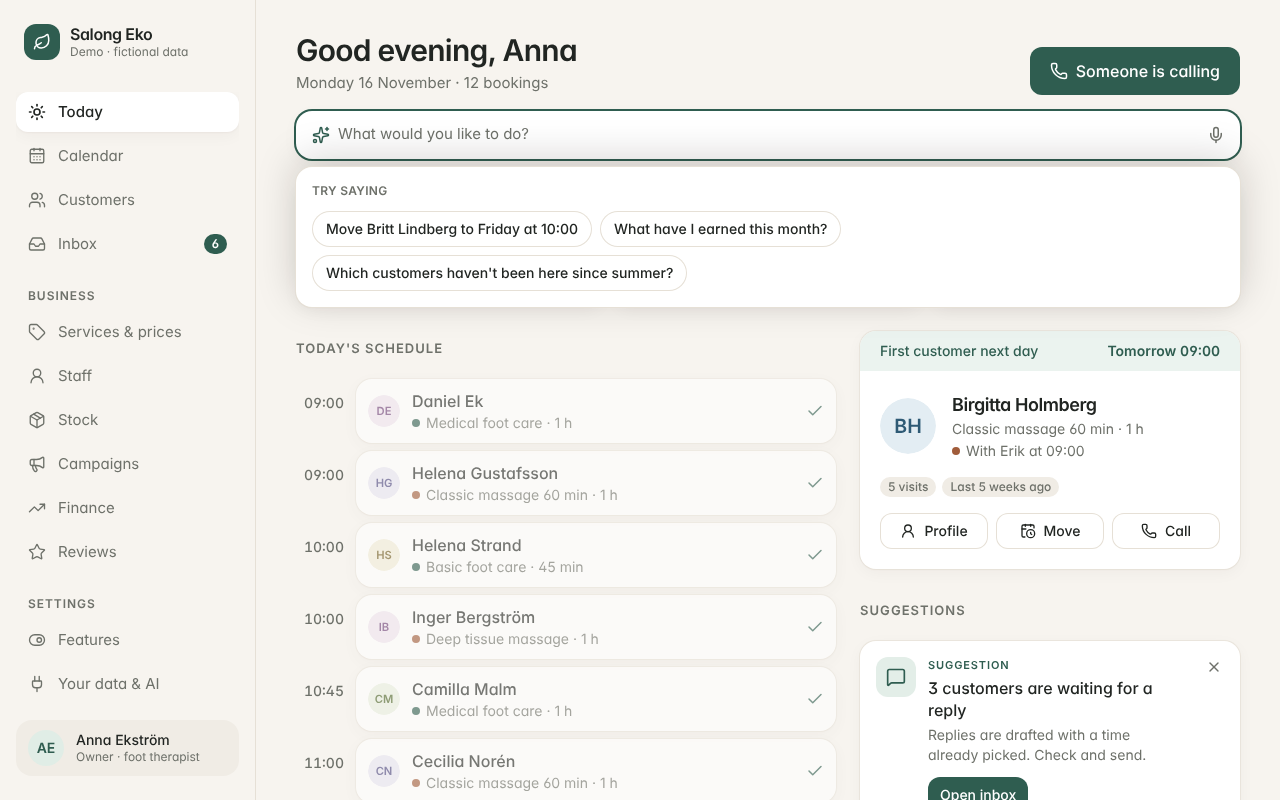 Salong Eko
Demo · fictional data
Today
Calendar
Customers
Inbox
6
BUSINESS
Services & prices
Staff
Stock
Campaigns
Finance
Reviews
SETTINGS
Features
Your data & AI
AE
Anna Ekström
Owner · foot therapist
Good evening, Anna
Monday 16 November · 12 bookings
Someone is calling
What would you like to do?
TRY SAYING
Move Britt Lindberg to Friday at 10:00
What have I earned this month?
Which customers haven't been here since summer?
TODAY'S SCHEDULE
09:00
DE
Daniel Ek
Medical foot care · 1 h
09:00
HG
Helena Gustafsson
Classic massage 60 min · 1 h
10:00
HS
Helena Strand
Basic foot care · 45 min
10:00
IB
Inger Bergström
Deep tissue massage · 1 h
10:45
CM
Camilla Malm
Medical foot care · 1 h
11:00
CN
Cecilia Norén
Classic massage 60 min · 1 h
First customer next day
Tomorrow 09:00
BH
Birgitta Holmberg
Classic massage 60 min · 1 h
With Erik at 09:00
5 visits
Last 5 weeks ago
Profile
Move
Call
SUGGESTIONS
SUGGESTION
3 customers are waiting for a
reply
Replies are drafted with a time
already picked. Check and send.
Open inbox